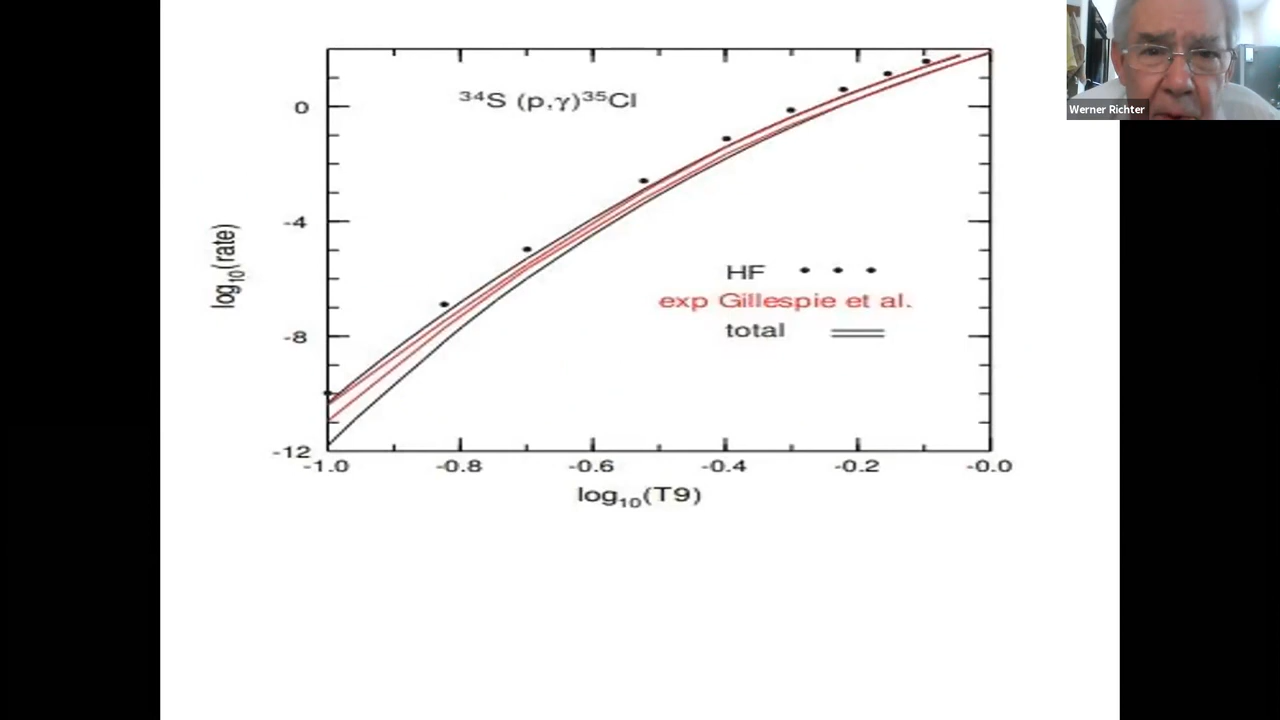 Werner Richter
³⁴S (p,γ)³⁵Cl
0
-4
-8
-12
log₁₀(rate)
HF
exp Gillespie et al.
total
-1.0 -0.8 -0.6 -0.4 -0.2 -0.0
log₁₀(T9)